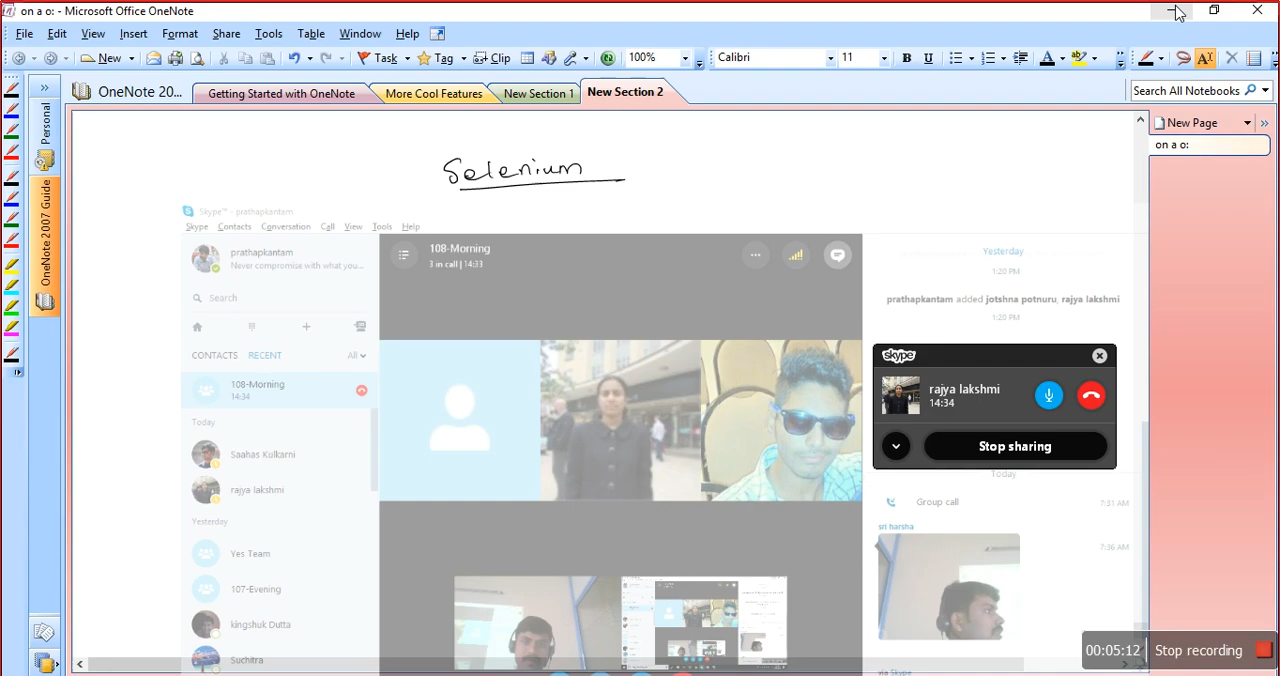 on a o: - Microsoft Office OneNote
File Edit View Insert Format Share Tools Table Window Help
New Task Tag Clip 100% Calibri 11 B I U A ab A
OneNote 20... Getting Started with OneNote More Cool Features New Section 1 New Section 2 Search All Notebooks
Personal
OneNote 2007 Guide
New Page
on a o:
Selenium
Skype™ - prathapkantam
Skype Contacts Conversation Call View Tools Help
prathapkantam
Never compromise with what you...
Search
CONTACTS RECENT All
108-Morning
14:34
Today
Saahas Kulkarni
rajya lakshmi
Yesterday
Yes Team
107-Evening
kingshuk Dutta
Suchitra
108-Morning
3 in call | 14:33
Yesterday
1:20 PM
prathapkantam added jotshna potnuru, rajya lakshmi
1:20 PM
skype
rajya lakshmi
14:34
Stop sharing
Today
Group call 7:31 AM
sri harsha
7:36 AM
via Skype
00:05:12 Stop recording